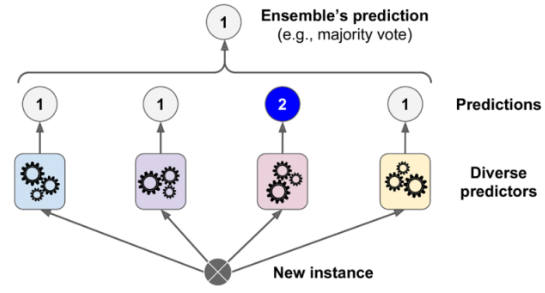 1
Ensemble's prediction
(e.g., majority vote)
1
1
2
1
Predictions
Diverse
predictors
New instance